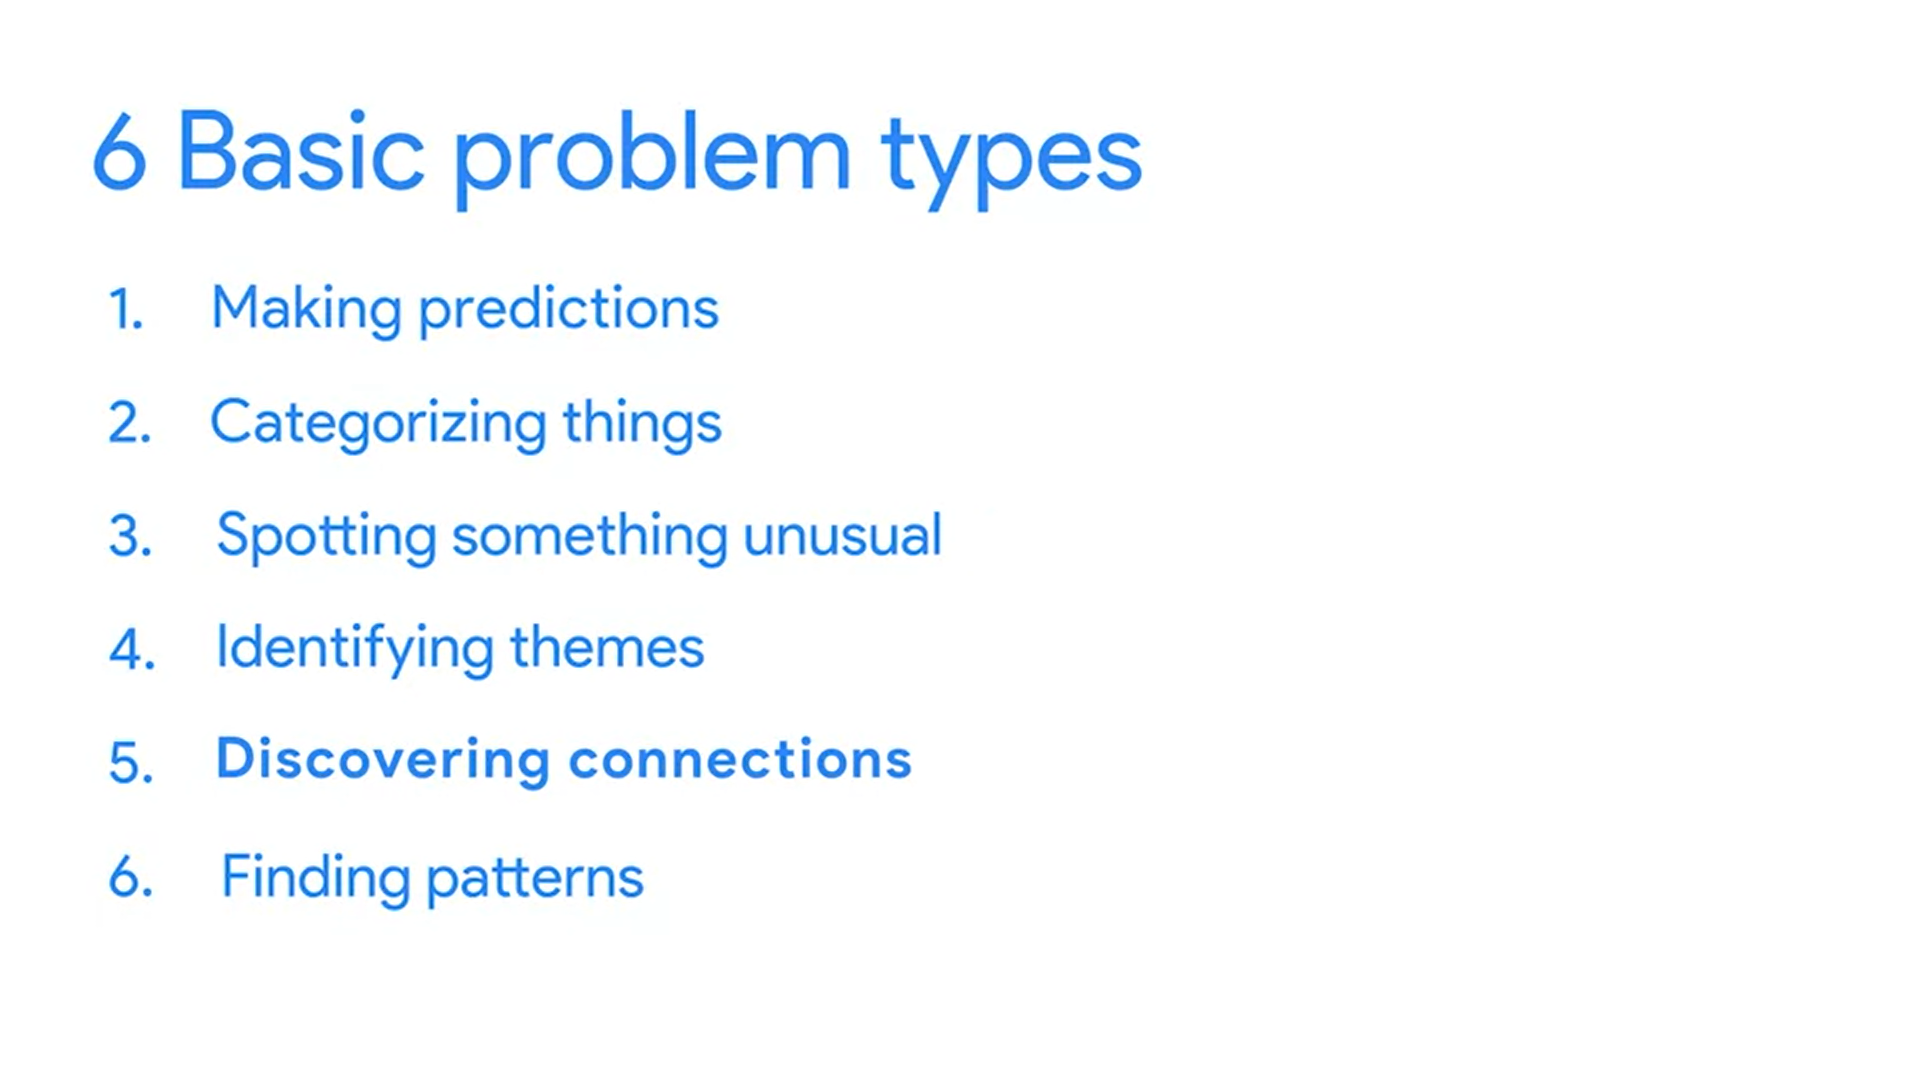 6 Basic problem types
1. Making predictions
2. Categorizing things
3. Spotting something unusual
4. Identifying themes
5. Discovering connections
6. Finding patterns